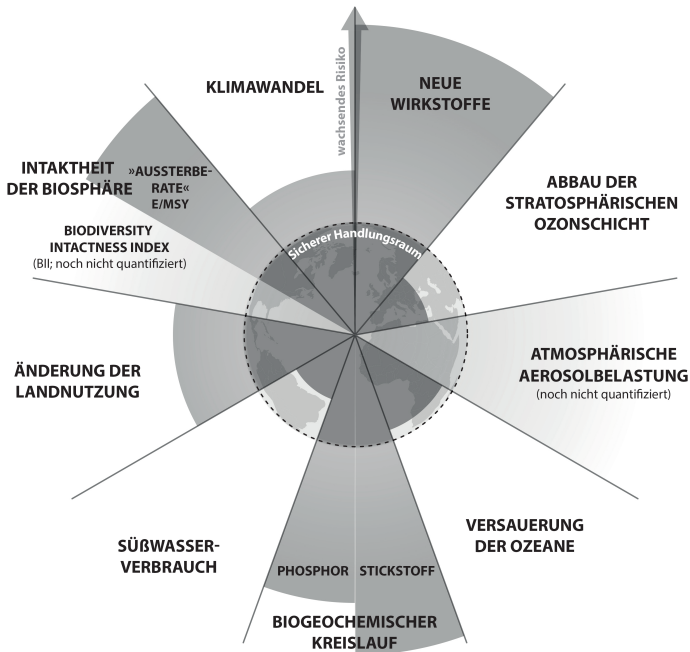 KLIMAWANDEL
wachsendes Risiko
NEUE
WIRKSTOFFE
INTAKTHEIT
DER BIOSPHÄRE
»AUSSTERBE-
RATE«
E/MSY
BIODIVERSITY
INTACTNESS INDEX
(BII; noch nicht quantifiziert)
ABBAU DER
STRATOSPHÄRISCHEN
OZONSCHICHT
Sicherer Handlungsraum
ÄNDERUNG DER
LANDNUTZUNG
ATMOSPHÄRISCHE
AEROSOLBELASTUNG
(noch nicht quantifiziert)
SÜßWASSER-
VERBRAUCH
VERSAUERUNG
DER OZEANE
PHOSPHOR
STICKSTOFF
BIOGEOCHEMISCHER
KREISLAUF